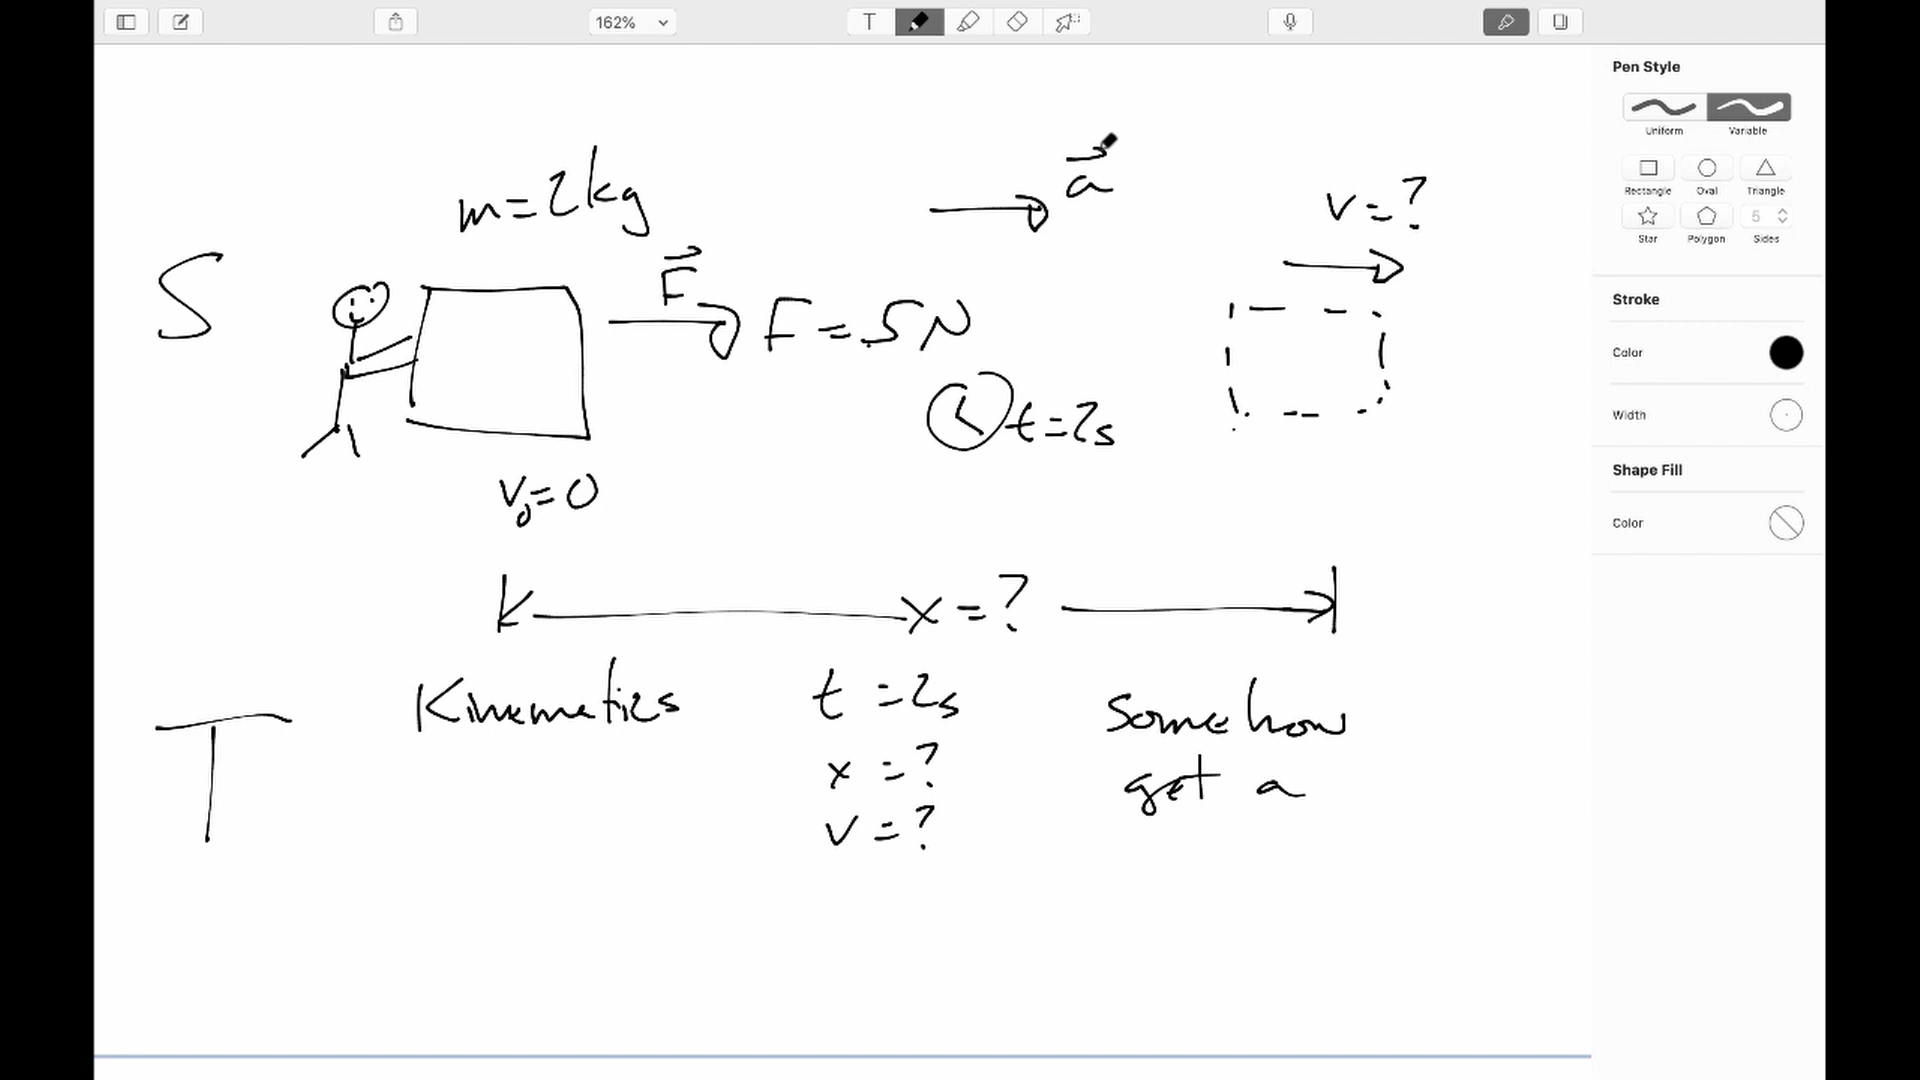 162%
T
Pen Style
Uniform Variable
Rectangle Oval Triangle
5
Star Polygon Sides
Stroke
Color
Width
Shape Fill
Color
m=2kg
a
v=?
S
F
F=5N
t=2s
v₀=0
x=?
T
Kinematics
t=2s
x=?
v=?
Somehow
get a